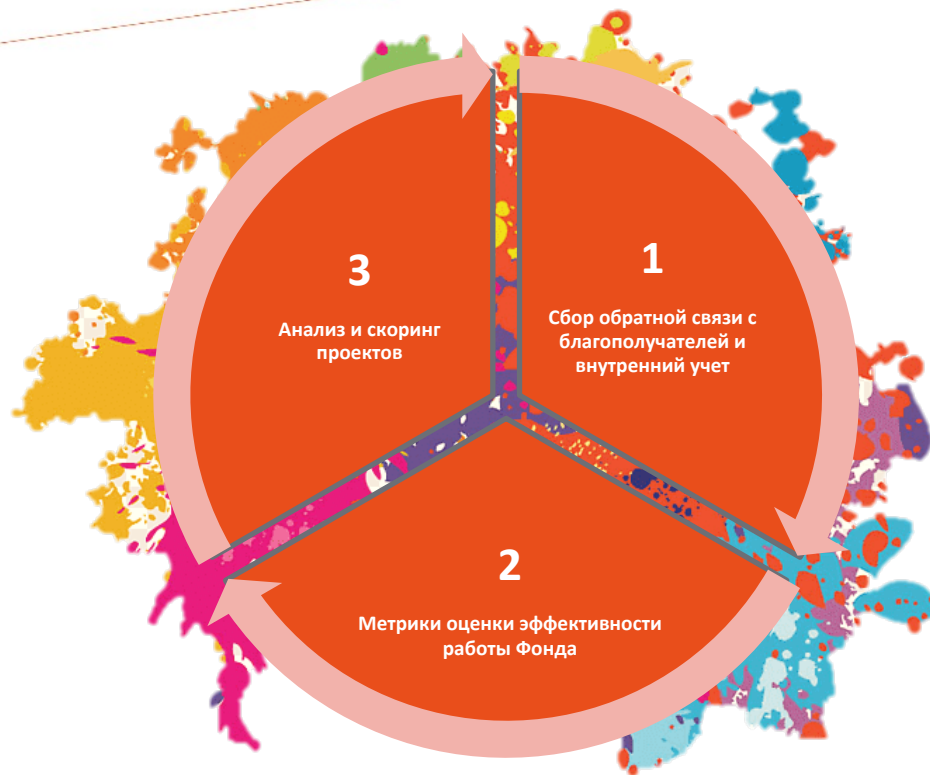 1
Сбор обратной связи с
благополучателей и
внутренний учет
2
Метрики оценки эффективности
работы Фонда
3
Анализ и скоринг
проектов